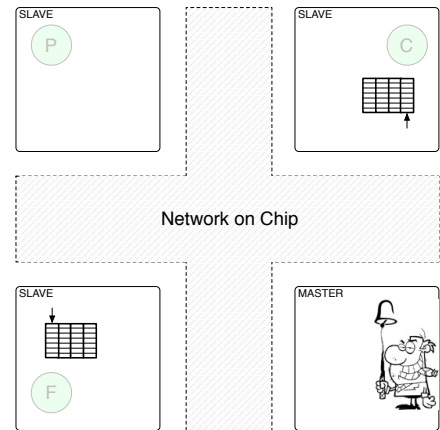 SLAVE
P
SLAVE
C
Network on Chip
SLAVE
F
MASTER